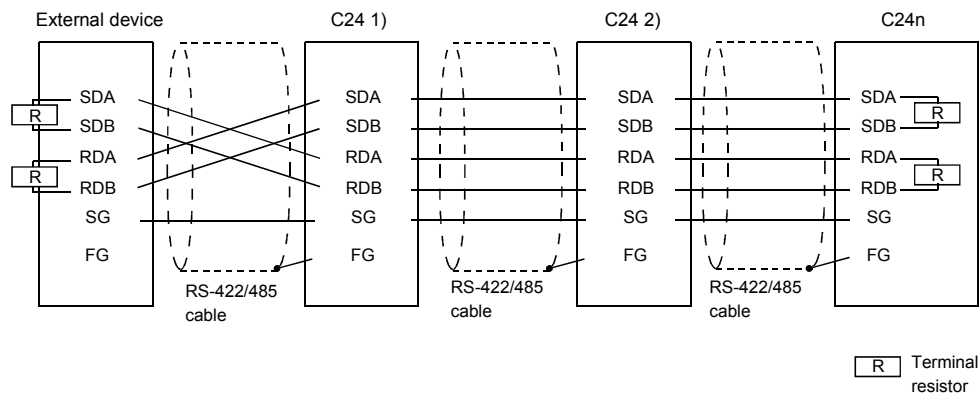 External device
C24 1)
C24 2)
C24n
SDA
SDA
SDA
SDA
R
R
SDB
SDB
SDB
SDB
RDA
RDA
RDA
RDA
R
R
RDB
RDB
RDB
RDB
SG
SG
SG
SG
FG
FG
FG
FG
RS-422/485
cable
RS-422/485
cable
RS-422/485
cable
R
Terminal
resistor